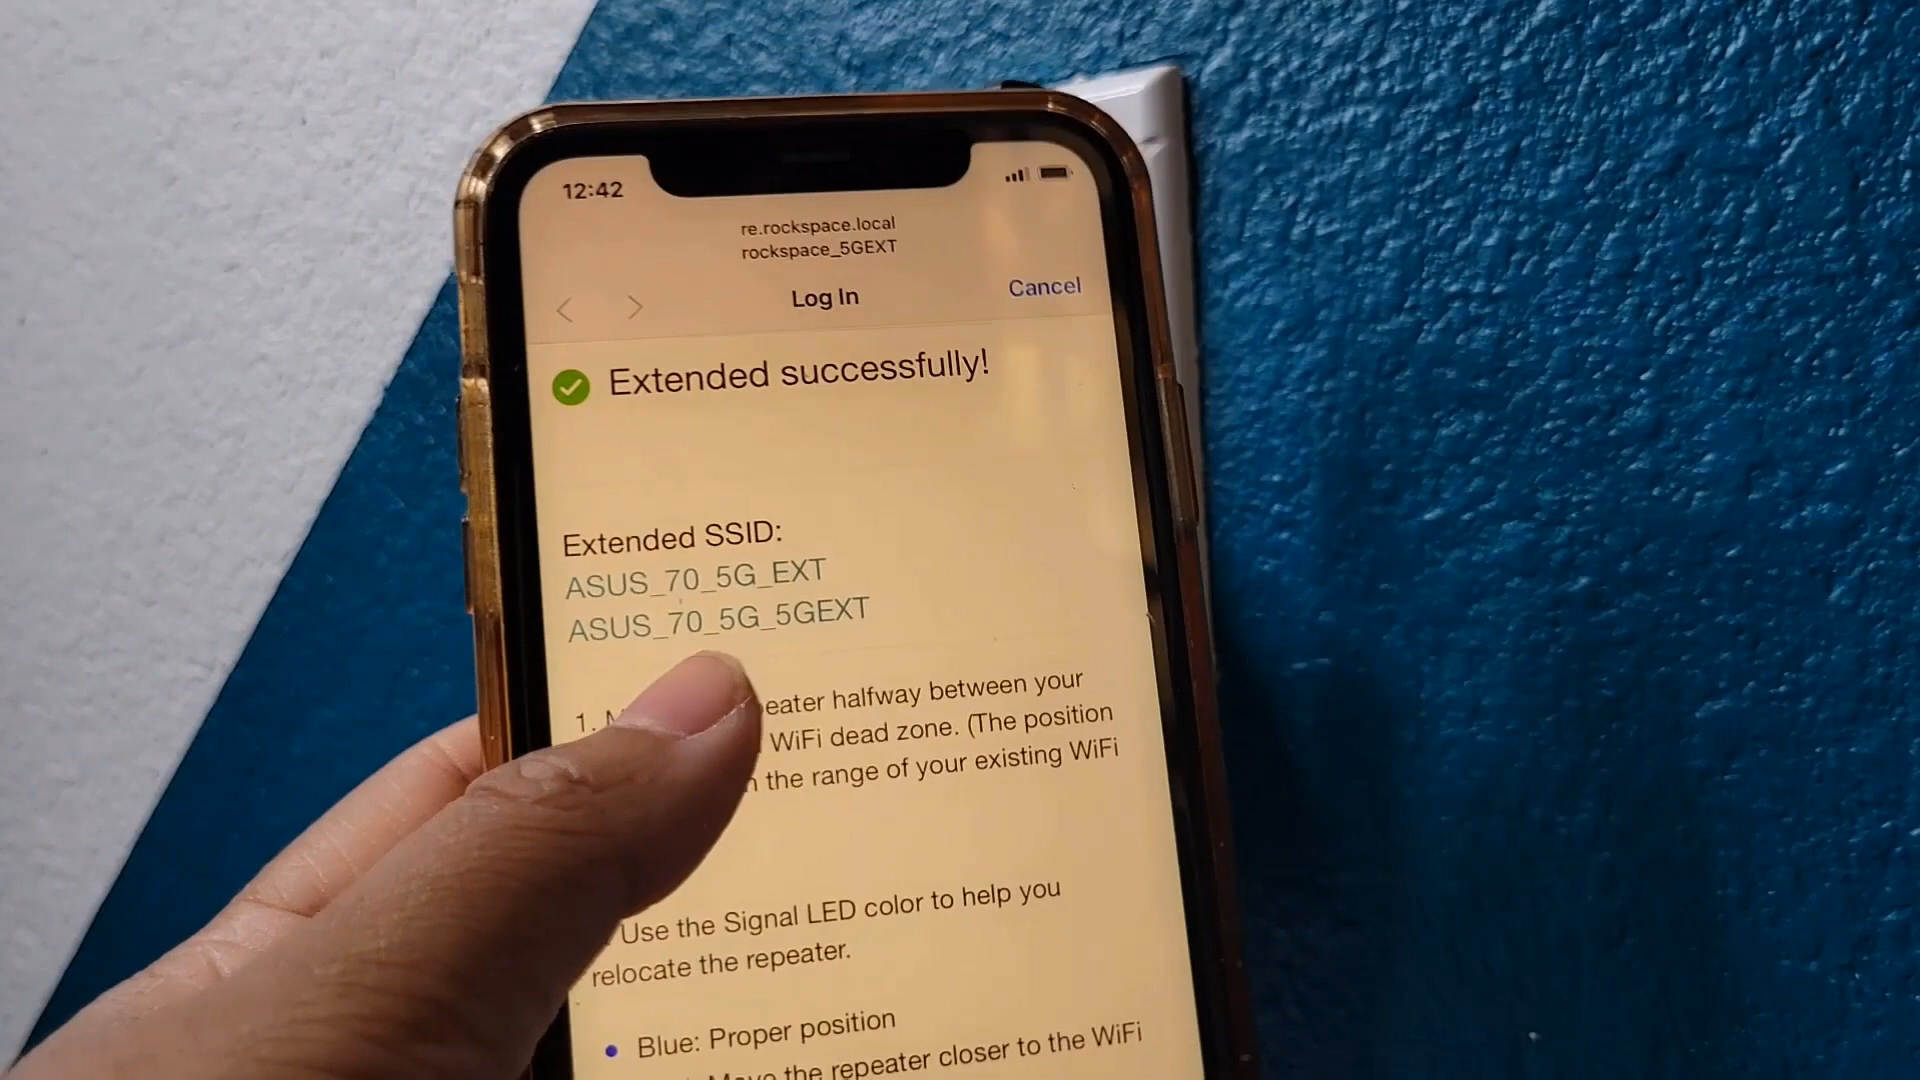 12:42
re.rockspace.local
rockspace_5GEXT
Log In
Cancel
Extended successfully!
Extended SSID:
ASUS_70_5G_EXT
ASUS_70_5G_5GEXT
1. eater halfway between your
WiFi dead zone. (The position
the range of your existing WiFi
Use the Signal LED color to help you
relocate the repeater.
Blue: Proper position
Move the repeater closer to the WiFi